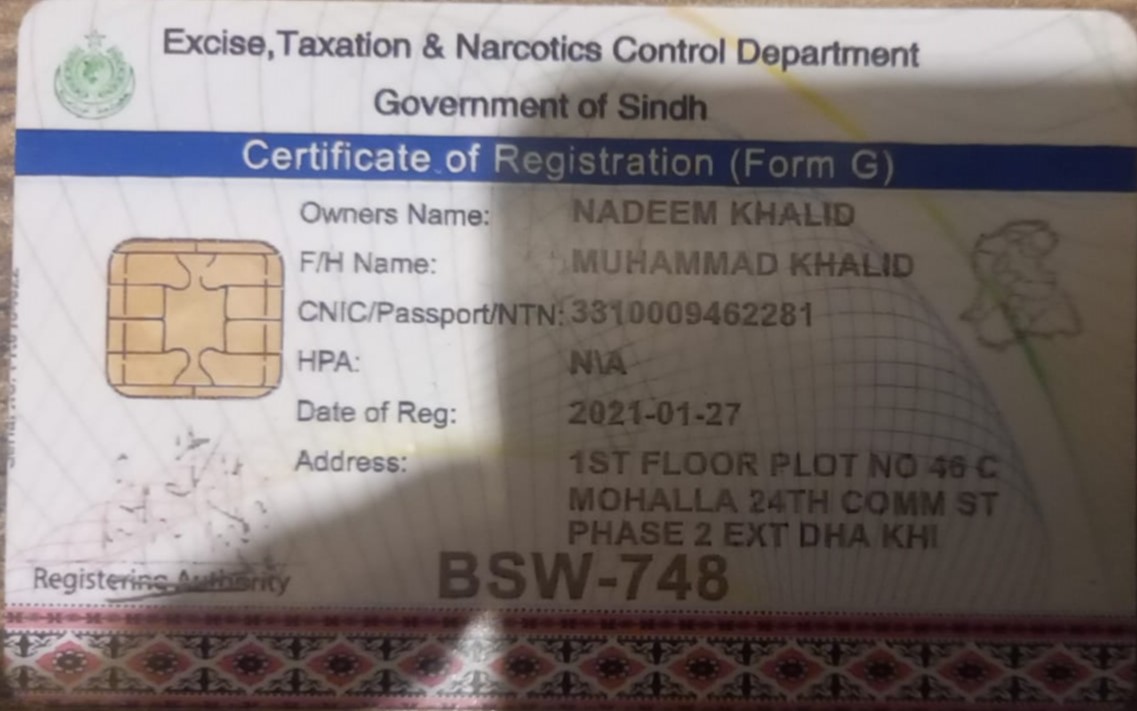 Excise, Taxation & Narcotics Control Department
Government of Sindh
Certificate of Registration (Form G)
Owners Name: NADEEM KHALID
F/H Name: MUHAMMAD KHALID
CNIC/Passport/NTN: 3310009462281
HPA: N\A
Date of Reg: 2021-01-27
Address: 1ST FLOOR PLOT NO 46 C
MOHALLA 24TH COMM ST
PHASE 2 EXT DHA KHI
Registering Authority
BSW-748